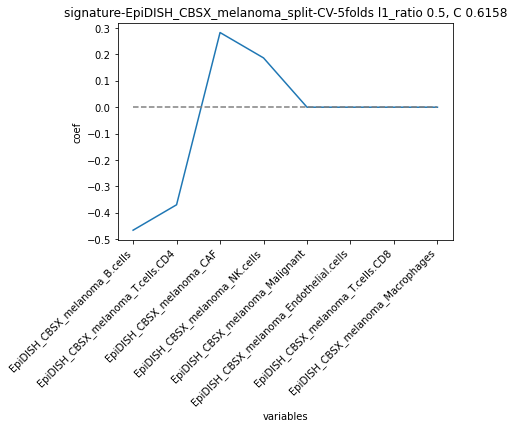 signature-EpiDISH_CBSX_melanoma_split-CV-5folds l1_ratio 0.5, C 0.6158
0.3
0.2
0.1
0.0
−0.1
−0.2
−0.3
−0.4
−0.5
coef
EpiDISH_CBSX_melanoma_B.cells
EpiDISH_CBSX_melanoma_T.cells.CD4
EpiDISH_CBSX_melanoma_CAF
EpiDISH_CBSX_melanoma_NK.cells
EpiDISH_CBSX_melanoma_Malignant
EpiDISH_CBSX_melanoma_Endothelial.cells
EpiDISH_CBSX_melanoma_T.cells.CD8
EpiDISH_CBSX_melanoma_Macrophages
variables